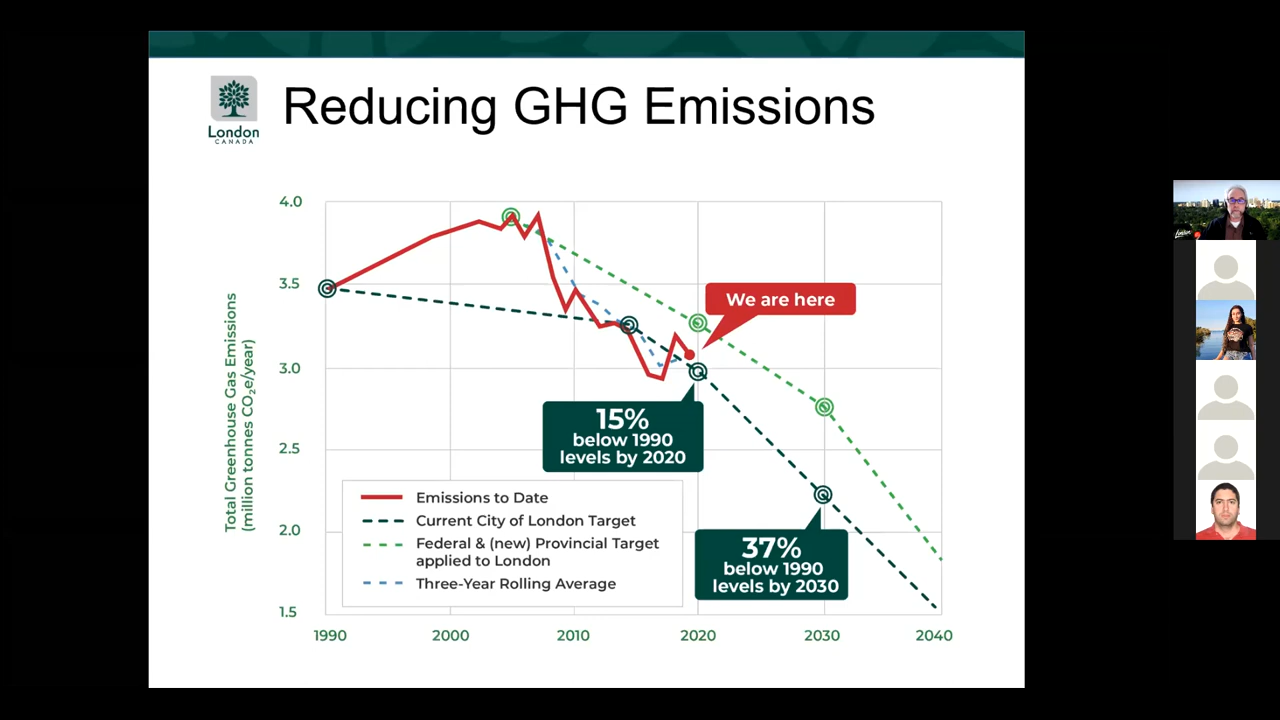 London
CANADA
Reducing GHG Emissions
Total Greenhouse Gas Emissions
(million tonnes CO₂e/year)
4.0
3.5
3.0
2.5
2.0
1.5
We are here
15%
below 1990
levels by 2020
37%
below 1990
levels by 2030
Emissions to Date
Current City of London Target
Federal & (new) Provincial Target
applied to London
Three-Year Rolling Average
1990
2000
2010
2020
2030
2040
London